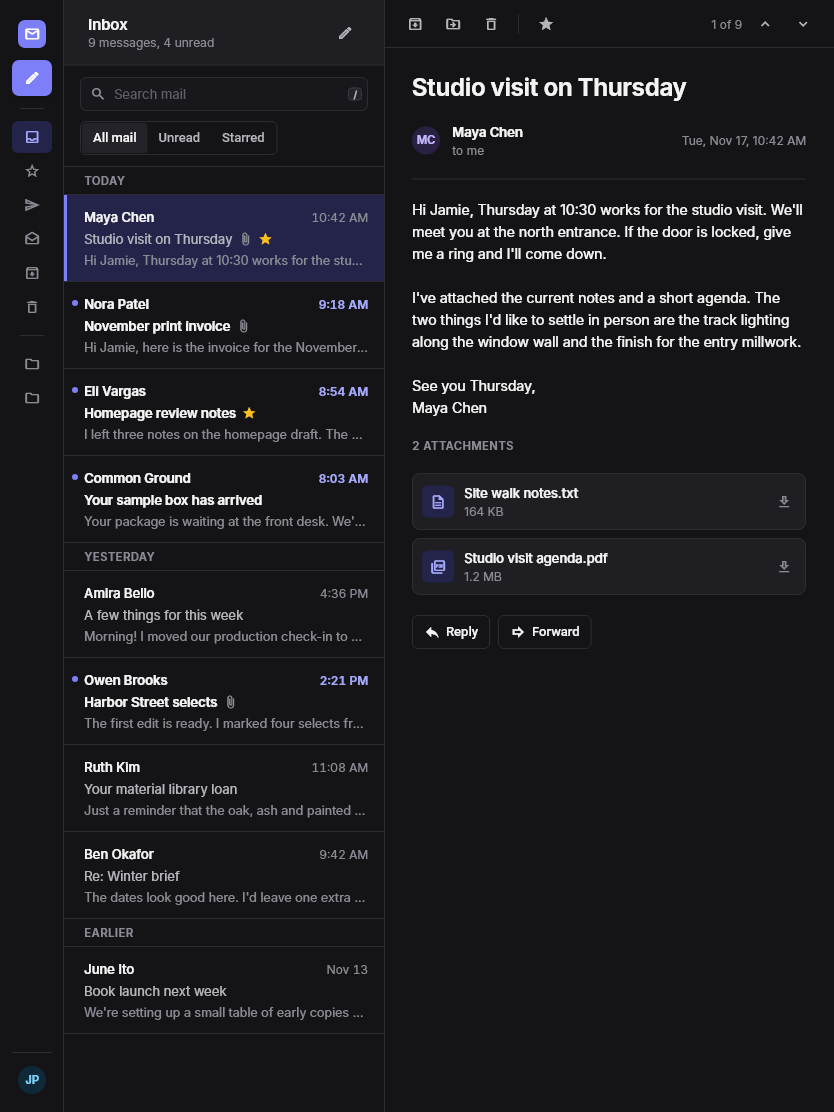 Inbox
9 messages, 4 unread
Search mail
/
All mail
Unread
Starred
TODAY
Maya Chen
10:42 AM
Studio visit on Thursday
Hi Jamie, Thursday at 10:30 works for the stu...
Nora Patel
9:18 AM
November print invoice
Hi Jamie, here is the invoice for the November...
Eli Vargas
8:54 AM
Homepage review notes
I left three notes on the homepage draft. The ...
Common Ground
8:03 AM
Your sample box has arrived
Your package is waiting at the front desk. We'...
YESTERDAY
Amira Bello
4:36 PM
A few things for this week
Morning! I moved our production check-in to ...
Owen Brooks
2:21 PM
Harbor Street selects
The first edit is ready. I marked four selects fr...
Ruth Kim
11:08 AM
Your material library loan
Just a reminder that the oak, ash and painted ...
Ben Okafor
9:42 AM
Re: Winter brief
The dates look good here. I'd leave one extra ...
EARLIER
June Ito
Nov 13
Book launch next week
We're setting up a small table of early copies ...
JP
1 of 9
Studio visit on Thursday
MC
Maya Chen
to me
Tue, Nov 17, 10:42 AM
Hi Jamie, Thursday at 10:30 works for the studio visit. We'll
meet you at the north entrance. If the door is locked, give
me a ring and I'll come down.
I've attached the current notes and a short agenda. The
two things I'd like to settle in person are the track lighting
along the window wall and the finish for the entry millwork.
See you Thursday,
Maya Chen
2 ATTACHMENTS
Site walk notes.txt
164 KB
Studio visit agenda.pdf
1.2 MB
Reply
Forward